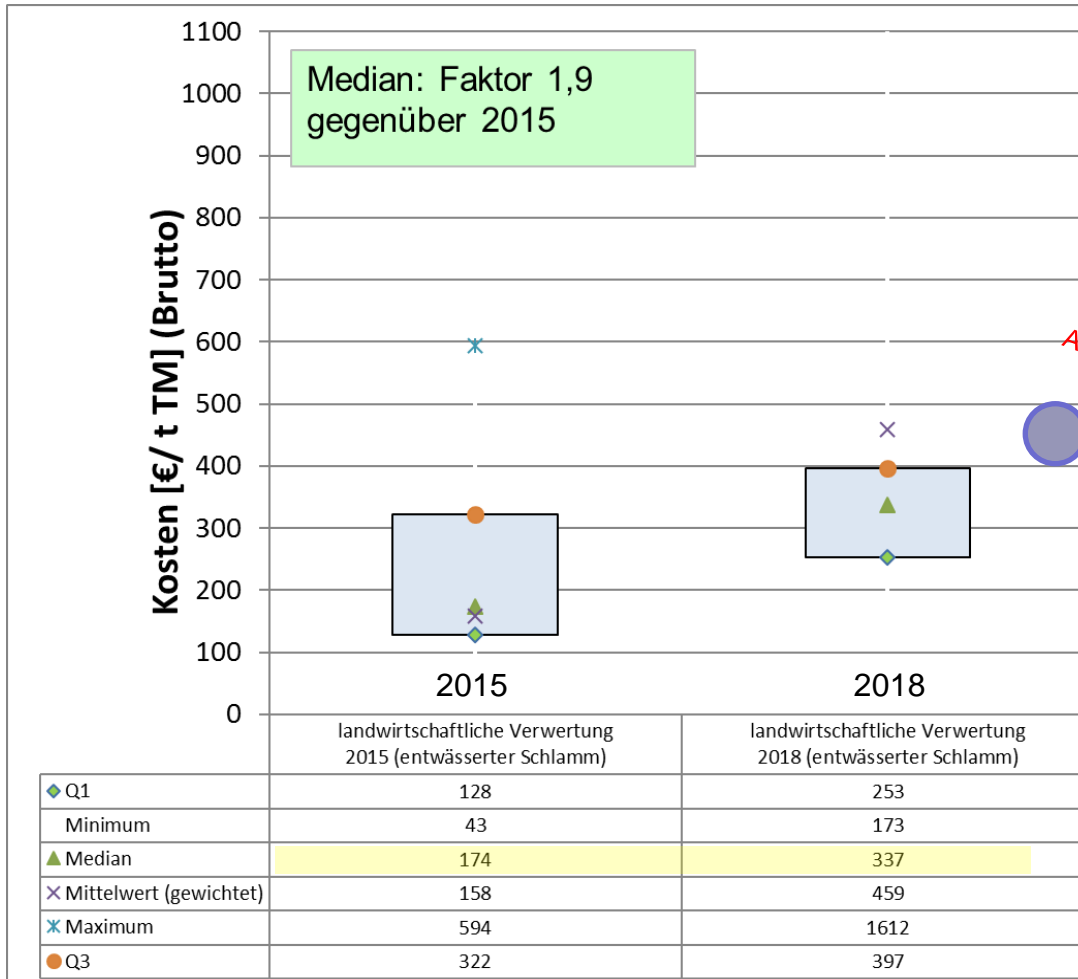 1100
1000
900
800
700
600
500
400
300
200
100
0
Kosten [€/ t TM] (Brutto)
Median: Faktor 1,9
gegenüber 2015
A
2015 2018
landwirtschaftliche Verwertung
2015 (entwässerter Schlamm)
landwirtschaftliche Verwertung
2018 (entwässerter Schlamm)
Q1 128 253
Minimum 43 173
Median 174 337
Mittelwert (gewichtet) 158 459
Maximum 594 1612
Q3 322 397